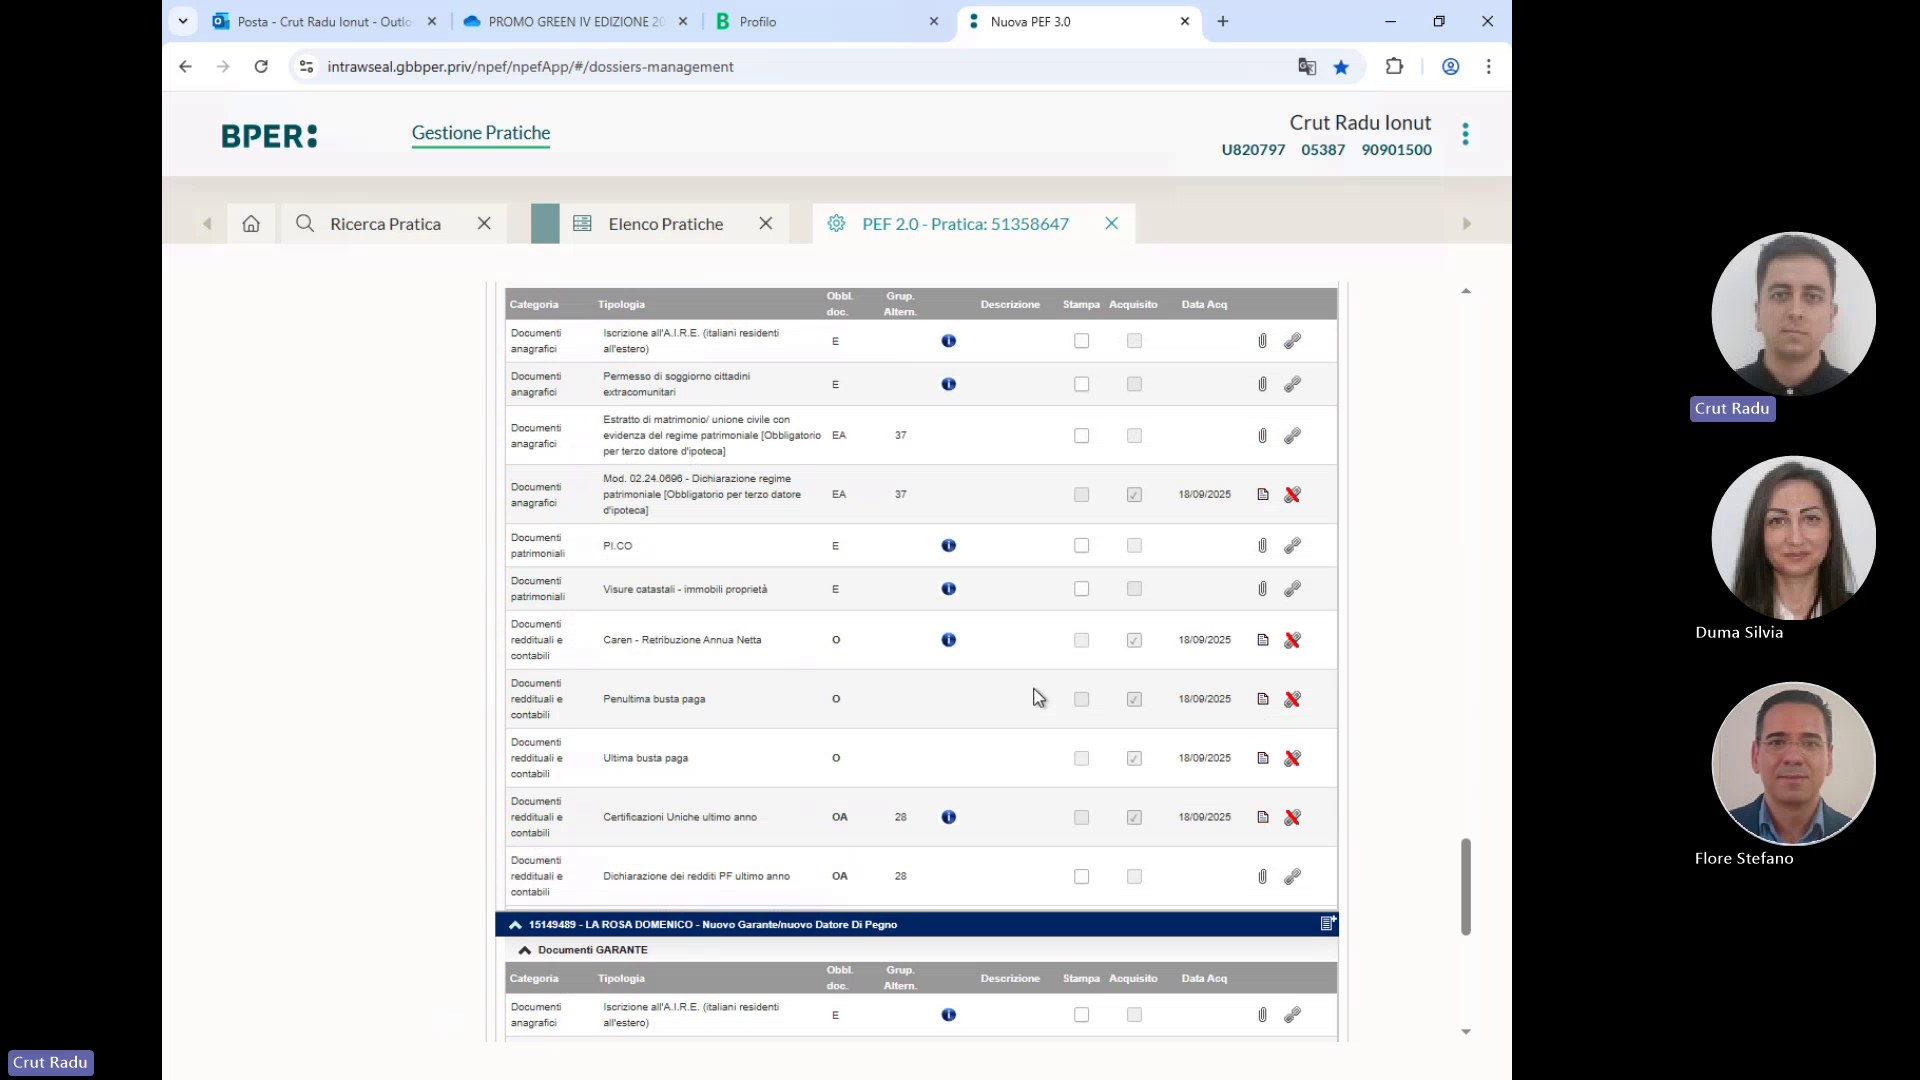 Posta - Crut Radu Ionut - Outlo
PROMO GREEN IV EDIZIONE 20
Profilo
Nuova PEF 3.0
intrawseal.gbbper.priv/npef/npefApp/#/dossiers-management
BPER:
Gestione Pratiche
Crut Radu Ionut
U820797 05387 90901500
Ricerca Pratica
Elenco Pratiche
PEF 2.0 - Pratica: 51358647
Categoria Tipologia Obbl. doc. Grup. Altern. Descrizione Stampa Acquisito Data Acq
Documenti anagrafici Iscrizione all'A.I.R.E. (italiani residenti all'estero) E
Documenti anagrafici Permesso di soggiorno cittadini extracomunitari E
Documenti anagrafici Estratto di matrimonio/ unione civile con evidenza del regime patrimoniale [Obbligatorio per terzo datore d'ipoteca] EA 37
Documenti anagrafici Mod. 02.24.0696 - Dichiarazione regime patrimoniale [Obbligatorio per terzo datore d'ipoteca] EA 37 18/09/2025
Documenti patrimoniali PI.CO E
Documenti patrimoniali Visure catastali - immobili proprietà E
Documenti reddituali e contabili Caren - Retribuzione Annua Netta O 18/09/2025
Documenti reddituali e contabili Penultima busta paga O 18/09/2025
Documenti reddituali e contabili Ultima busta paga O 18/09/2025
Documenti reddituali e contabili Certificazioni Uniche ultimo anno OA 28 18/09/2025
Documenti reddituali e contabili Dichiarazione dei redditi PF ultimo anno OA 28
15149489 - LA ROSA DOMENICO - Nuovo Garante/nuovo Datore Di Pegno
Documenti GARANTE
Categoria Tipologia Obbl. doc. Grup. Altern. Descrizione Stampa Acquisito Data Acq
Documenti anagrafici Iscrizione all'A.I.R.E. (italiani residenti all'estero) E
Crut Radu
Duma Silvia
Flore Stefano
Crut Radu